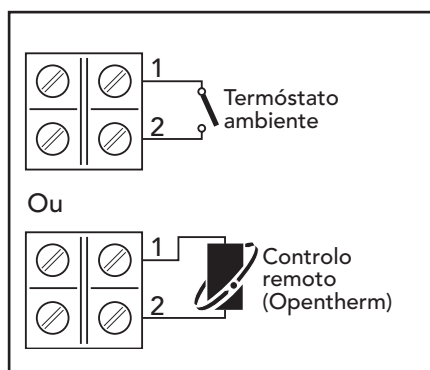 1
Termóstato
ambiente
2
Ou
1
Controlo
remoto
(Opentherm)
2